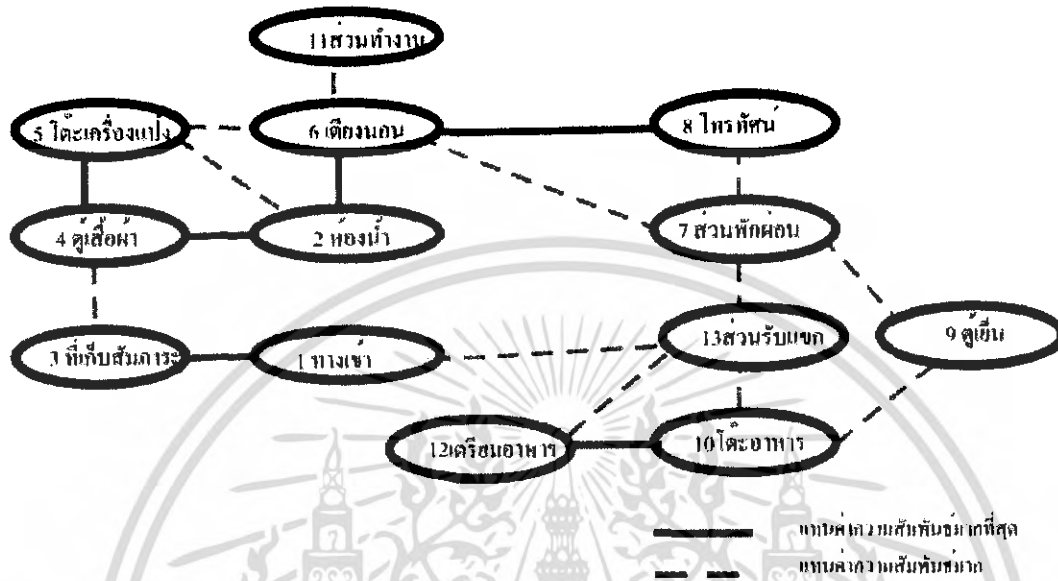 11ส่วนทำงาน
5 โต๊ะเครื่องแป้ง
6 เตียงนอน
8 โทรทัศน์
4 ตู้เสื้อผ้า
2 ห้องน้ำ
7 ส่วนพักผ่อน
3 ที่เก็บสัมภาระ
1 ทางเข้า
13ส่วนรับแขก
9 ตู้เย็น
12เตรียมอาหาร
10โต๊ะอาหาร
แทนค่าความสัมพันธ์มากที่สุด
แทนค่าความสัมพันธ์มาก